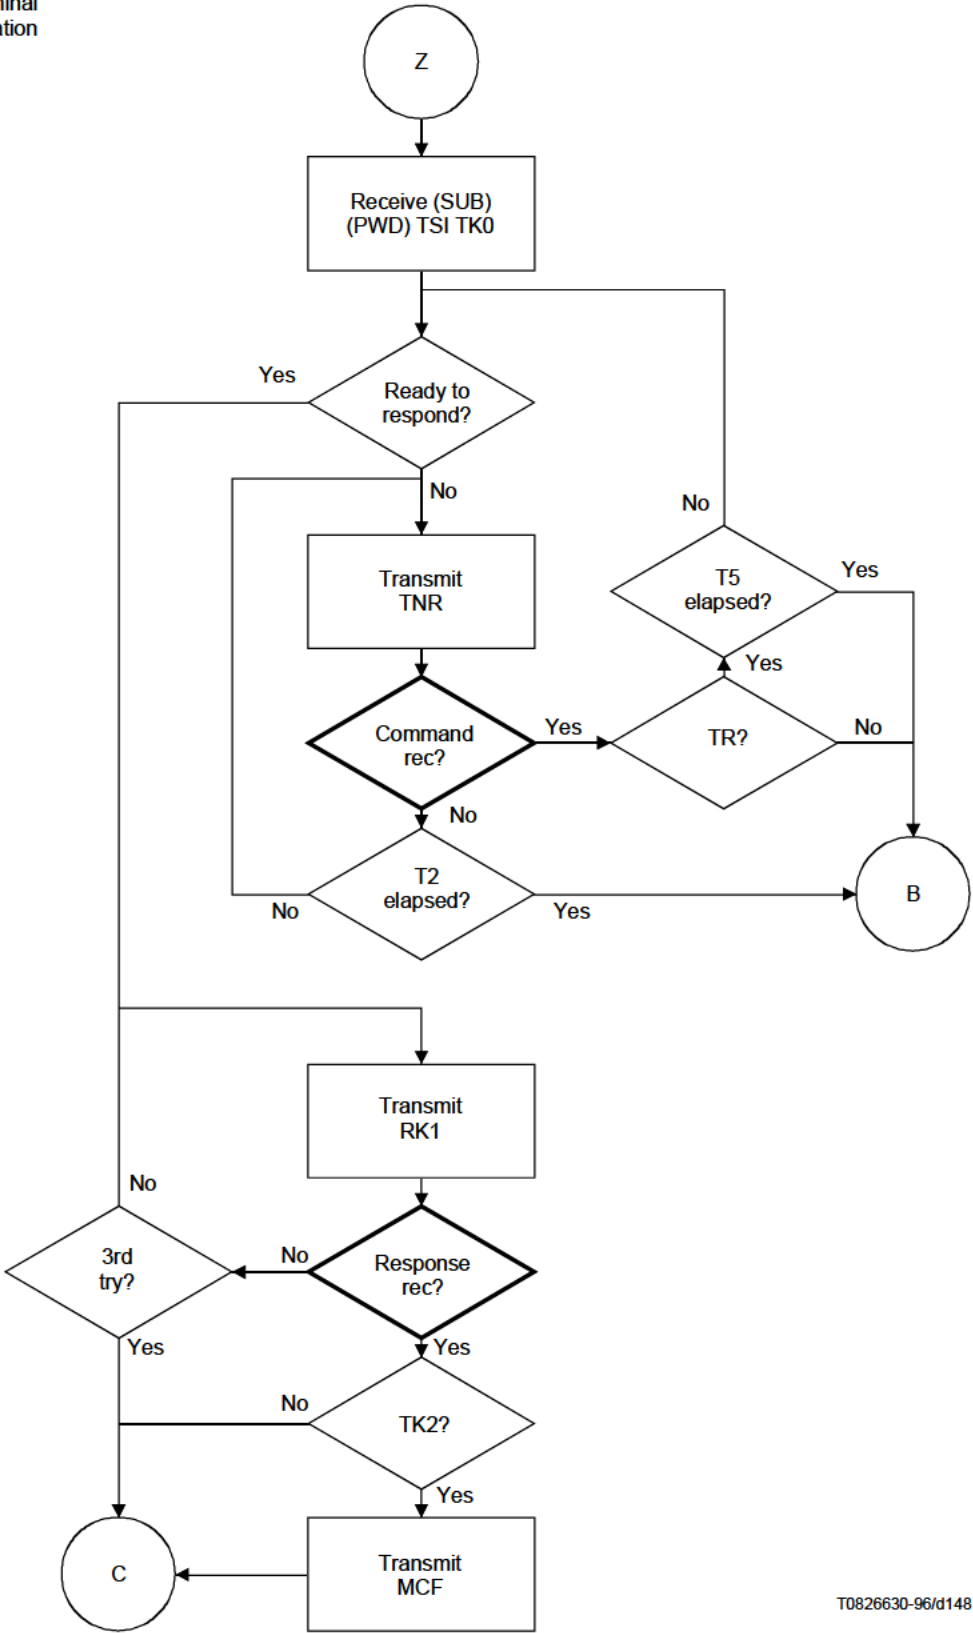 Z
Receive (SUB)
(PWD) TSI TK0
Yes
Ready to
respond?
No
No
Transmit
TNR
T5
elapsed?
Yes
Yes
Command
rec?
Yes
TR?
No
No
T2
elapsed?
No
Yes
B
Transmit
RK1
No
3rd
try?
No
Response
rec?
Yes
Yes
No
TK2?
Yes
C
Transmit
MCF
T0826630-96/d148